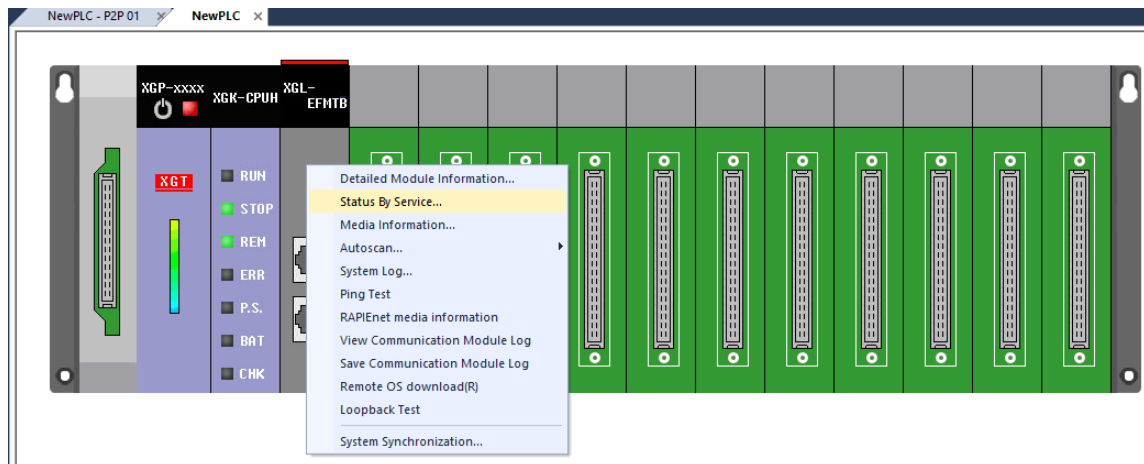 NewPLC - P2P 01
NewPLC
XGP-xxxx
XGK-CPUH
XGL-
EFMTB
XGT
RUN
STOP
REM
ERR
P.S.
BAT
CHK
Detailed Module Information...
Status By Service...
Media Information...
Autoscan...
System Log...
Ping Test
RAPIEnet media information
View Communication Module Log
Save Communication Module Log
Remote OS download(R)
Loopback Test
System Synchronization...